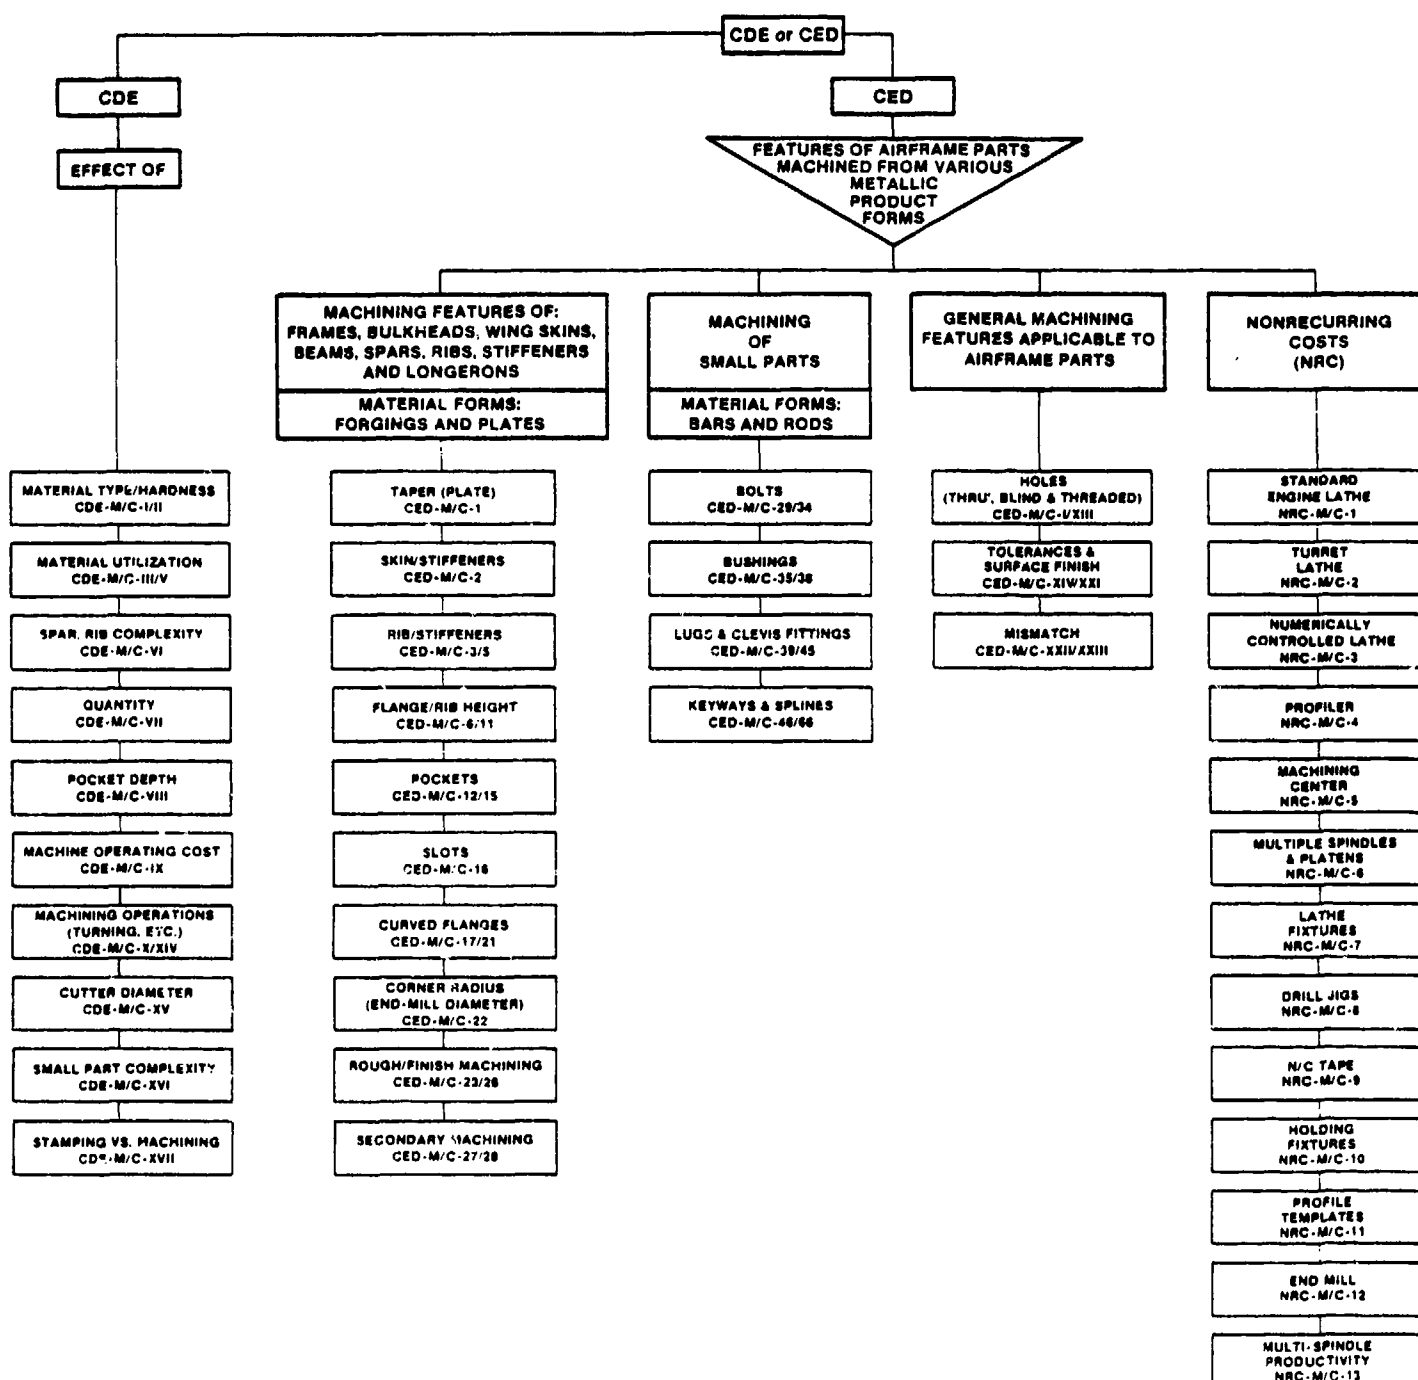 CDE or CED
CDE
CED
EFFECT OF
FEATURES OF AIRFRAME PARTS
MACHINED FROM VARIOUS
METALLIC
PRODUCT
FORMS
MACHINING FEATURES OF:
FRAMES, BULKHEADS, WING SKINS,
BEAMS, SPARS, RIBS, STIFFENERS
AND LONGERONS
MATERIAL FORMS:
FORGINGS AND PLATES
MACHINING
OF
SMALL PARTS
MATERIAL FORMS:
BARS AND RODS
GENERAL MACHINING
FEATURES APPLICABLE TO
AIRFRAME PARTS
NONRECURRING
COSTS
(NRC)
MATERIAL TYPE/HARDNESS
CDE-M/C-I/II
MATERIAL UTILIZATION
CDE-M/C-III/V
SPAR, RIB COMPLEXITY
CDE-M/C-VI
QUANTITY
CDE-M/C-VII
POCKET DEPTH
CDE-M/C-VIII
MACHINE OPERATING COST
CDE-M/C-IX
MACHINING OPERATIONS
(TURNING, ETC.)
CDE-M/C-X/XIV
CUTTER DIAMETER
CDE-M/C-XV
SMALL PART COMPLEXITY
CDE-M/C-XVI
STAMPING VS. MACHINING
CDE-M/C-XVII
TAPER (PLATE)
CED-M/C-1
SKIN/STIFFENERS
CED-M/C-2
RIB/STIFFENERS
CED-M/C-3/5
FLANGE/RIB HEIGHT
CED-M/C-6/11
POCKETS
CED-M/C-12/15
SLOTS
CED-M/C-16
CURVED FLANGES
CED-M/C-17/21
CORNER RADIUS
(END-MILL DIAMETER)
CED-M/C-22
ROUGH/FINISH MACHINING
CED-M/C-23/26
SECONDARY MACHINING
CED-M/C-27/28
BOLTS
CED-M/C-29/34
BUSHINGS
CED-M/C-35/38
LUGS & CLEVIS FITTINGS
CED-M/C-39/45
KEYWAYS & SPLINES
CED-M/C-46/66
HOLES
(THRU', BLIND & THREADED)
CED-M/C-I/XIII
TOLERANCES &
SURFACE FINISH
CED-M/C-XIV/XXI
MISMATCH
CED-M/C-XXII/XXIII
STANDARD
ENGINE LATHE
NRC-M/C-1
TURRET
LATHE
NRC-M/C-2
NUMERICALLY
CONTROLLED LATHE
NRC-M/C-3
PROFILER
NRC-M/C-4
MACHINING
CENTER
NRC-M/C-5
MULTIPLE SPINDLES
& PLATENS
NRC-M/C-6
LATHE
FIXTURES
NRC-M/C-7
DRILL JIGS
NRC-M/C-8
N/C TAPE
NRC-M/C-9
HOLDING
FIXTURES
NRC-M/C-10
PROFILE
TEMPLATES
NRC-M/C-11
END MILL
NRC-M/C-12
MULTI-SPINDLE
PRODUCTIVITY
NRC-M/C-13